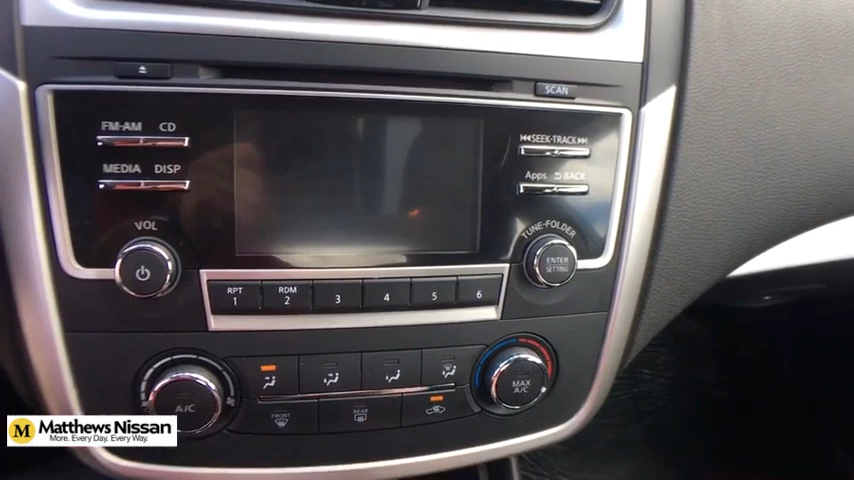 SCAN
FM-AM CD
SEEK-TRACK
MEDIA DISP
Apps BACK
VOL
TUNE-FOLDER
ENTER
SETTING
RPT
1
RDM
2
3
4
5
6
A/C
MAX
A/C
FRONT
REAR
M Matthews Nissan
More. Every Day. Every Way.